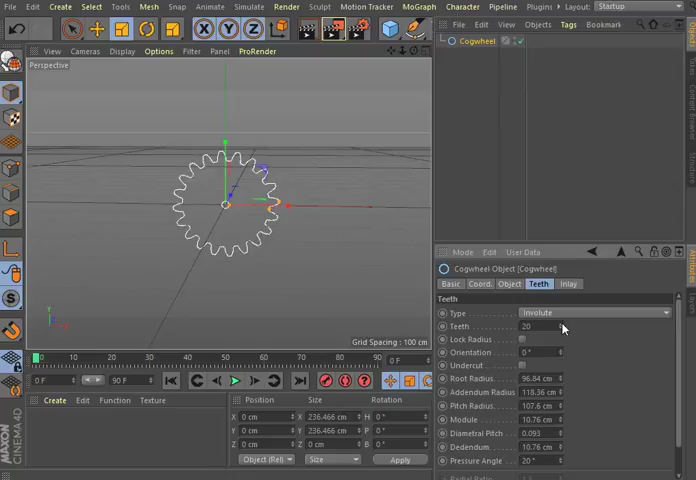 File Edit Create Select Tools Mesh Snap Animate Simulate Render Sculpt Motion Tracker MoGraph Character Pipeline Plugins Layout: Startup
X Y Z
File Edit View Objects Tags Bookmark
Cogwheel
View Cameras Display Options Filter Panel ProRender
Perspective
Objects
Content Browser
Grid Spacing : 100 cm
Mode Edit User Data
Cogwheel Object [Cogwheel]
Basic Coord. Object Teeth Inlay
Teeth
Type Involute
Teeth 20
Lock Radius
Orientation 0 °
Undercut
Root Radius 96.84 cm
Addendum Radius 118.36 cm
Pitch Radius 107.6 cm
Module 10.76 cm
Diametral Pitch 0.093
Dedendum 10.76 cm
Pressure Angle 20 °
Attributes
Layers
0 10 20 30 40 50 60 70 80 90 0 F
0 F 90 F
Create Edit Function Texture
Position Size Rotation
X 0 cm X 236.466 cm H 0 °
Y 0 cm Y 236.466 cm P 0 °
Z 0 cm Z 0 cm B 0 °
Object (Rel) Size Apply
MAXON
CINEMA 4D